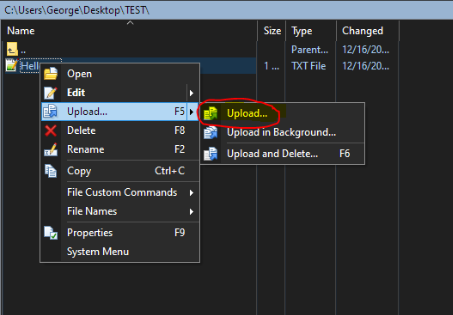 C:\Users\George\Desktop\TEST\
Name Size Type Changed
.. Parent... 12/16/20...
Hell 1 ... TXT File 12/16/20...
Open
Edit
Upload... F5 Upload...
Delete F8 Upload in Background...
Rename F2 Upload and Delete... F6
Copy Ctrl+C
File Custom Commands
File Names
Properties F9
System Menu